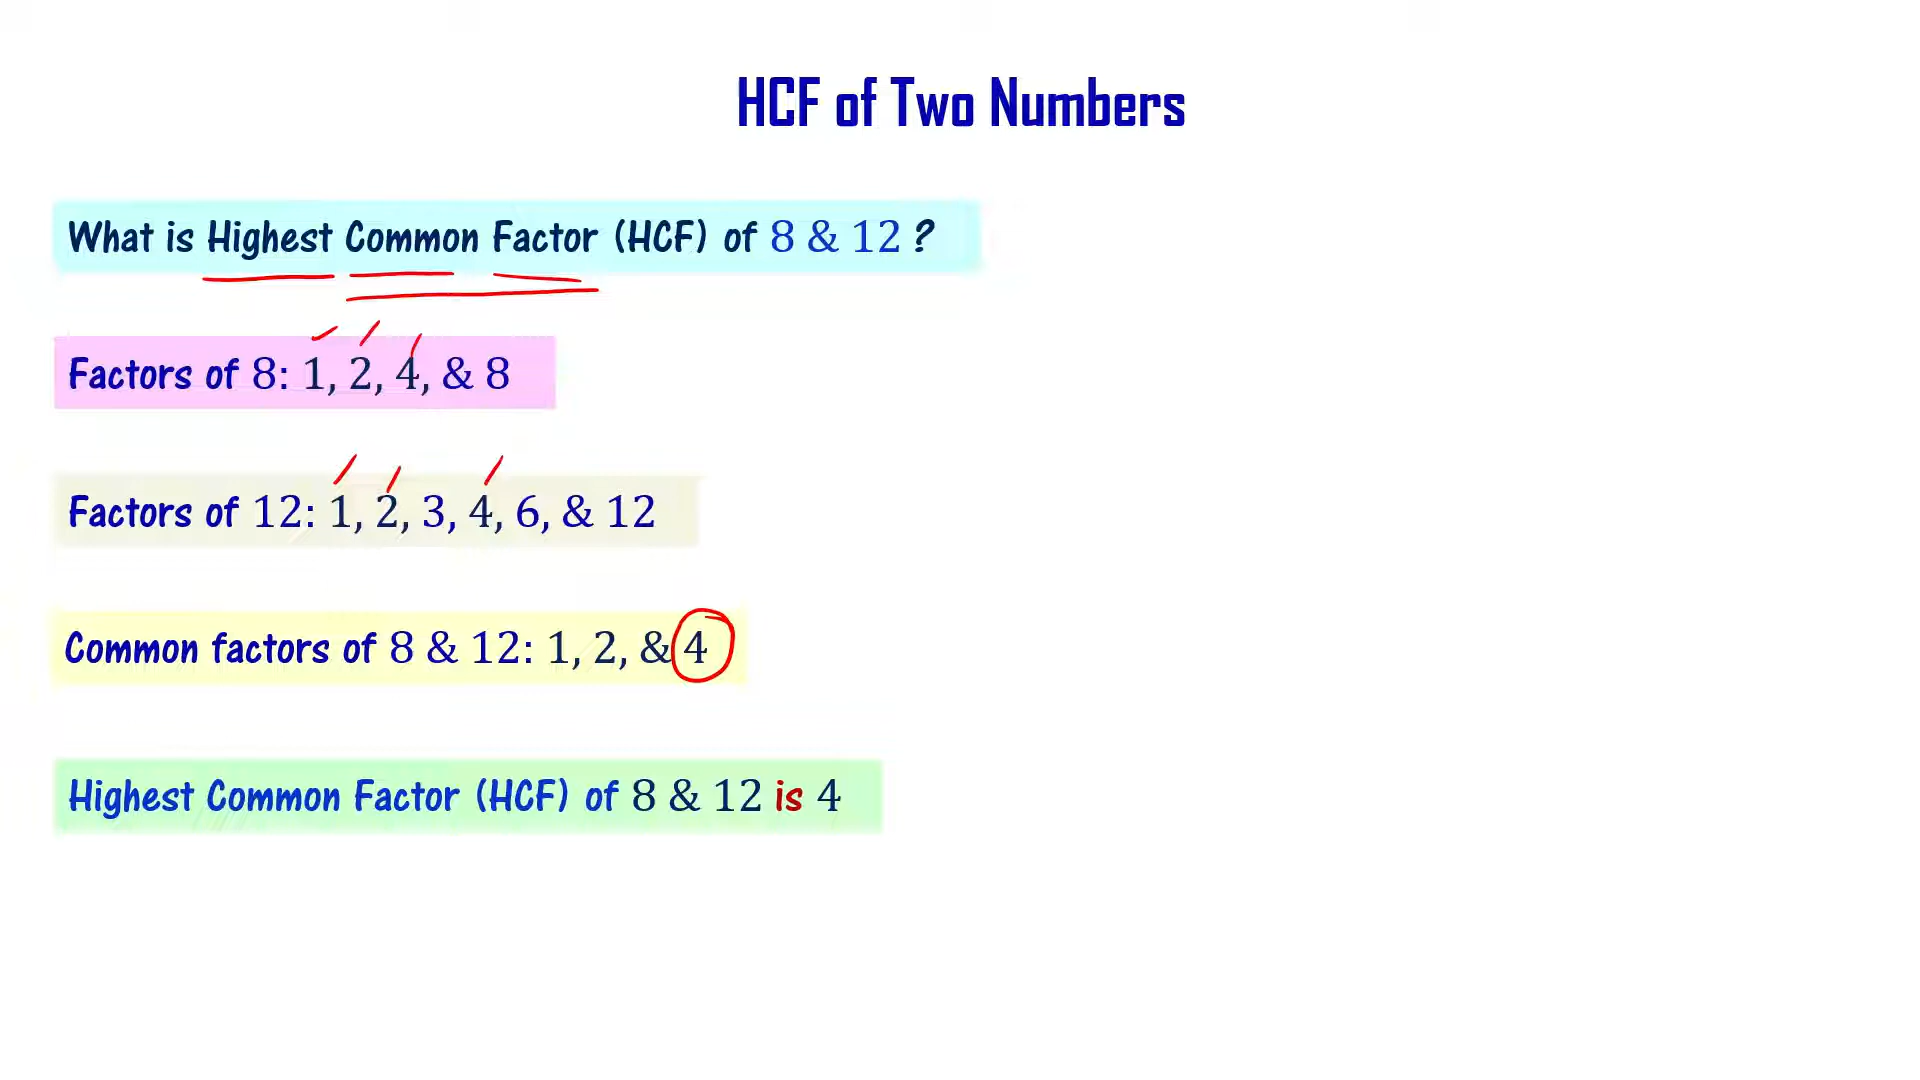 HCF of Two Numbers
What is Highest Common Factor (HCF) of 8 & 12 ?
Factors of 8: 1, 2, 4, & 8
Factors of 12: 1, 2, 3, 4, 6, & 12
Common factors of 8 & 12: 1, 2, & 4
Highest Common Factor (HCF) of 8 & 12 is 4